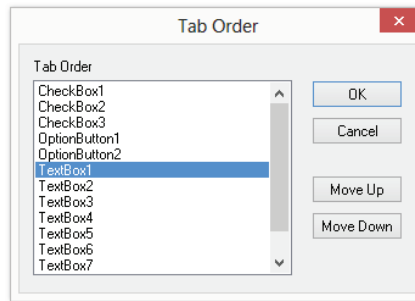 Tab Order
Tab Order
CheckBox1
CheckBox2
CheckBox3
OptionButton1
OptionButton2
TextBox1
TextBox2
TextBox3
TextBox4
TextBox5
TextBox6
TextBox7
OK
Cancel
Move Up
Move Down